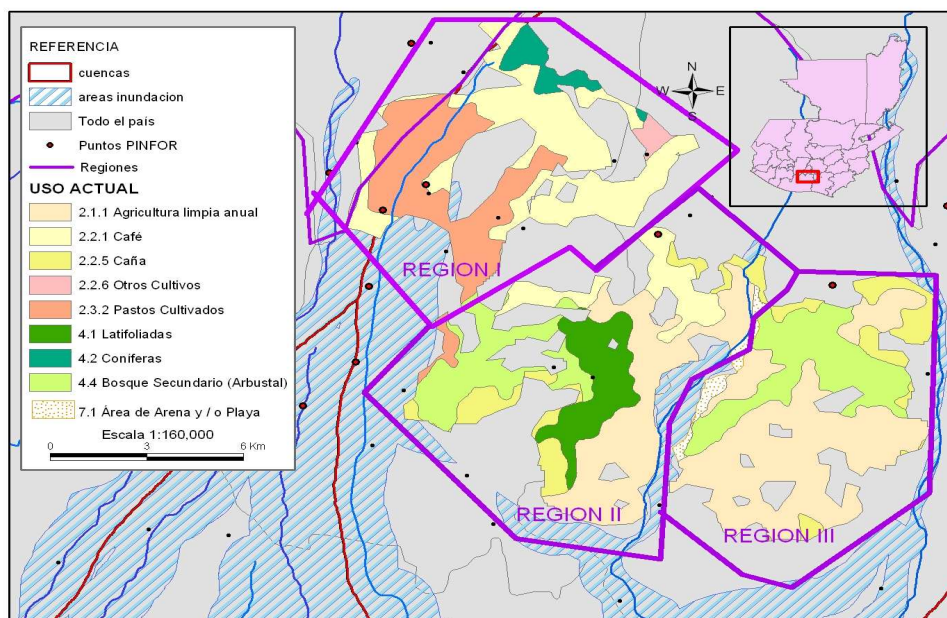 REFERENCIA
cuencas
areas inundacion
Todo el país
Puntos PINFOR
Regiones
USO ACTUAL
2.1.1 Agricultura limpia anual
2.2.1 Café
2.2.5 Caña
2.2.6 Otros Cultivos
2.3.2 Pastos Cultivados
4.1 Latifoliadas
4.2 Coníferas
4.4 Bosque Secundario (Arbustal)
7.1 Área de Arena y / o Playa
Escala 1:160,000
0 3 6 Km
N
W E
S
REGION I
REGION II
REGION III